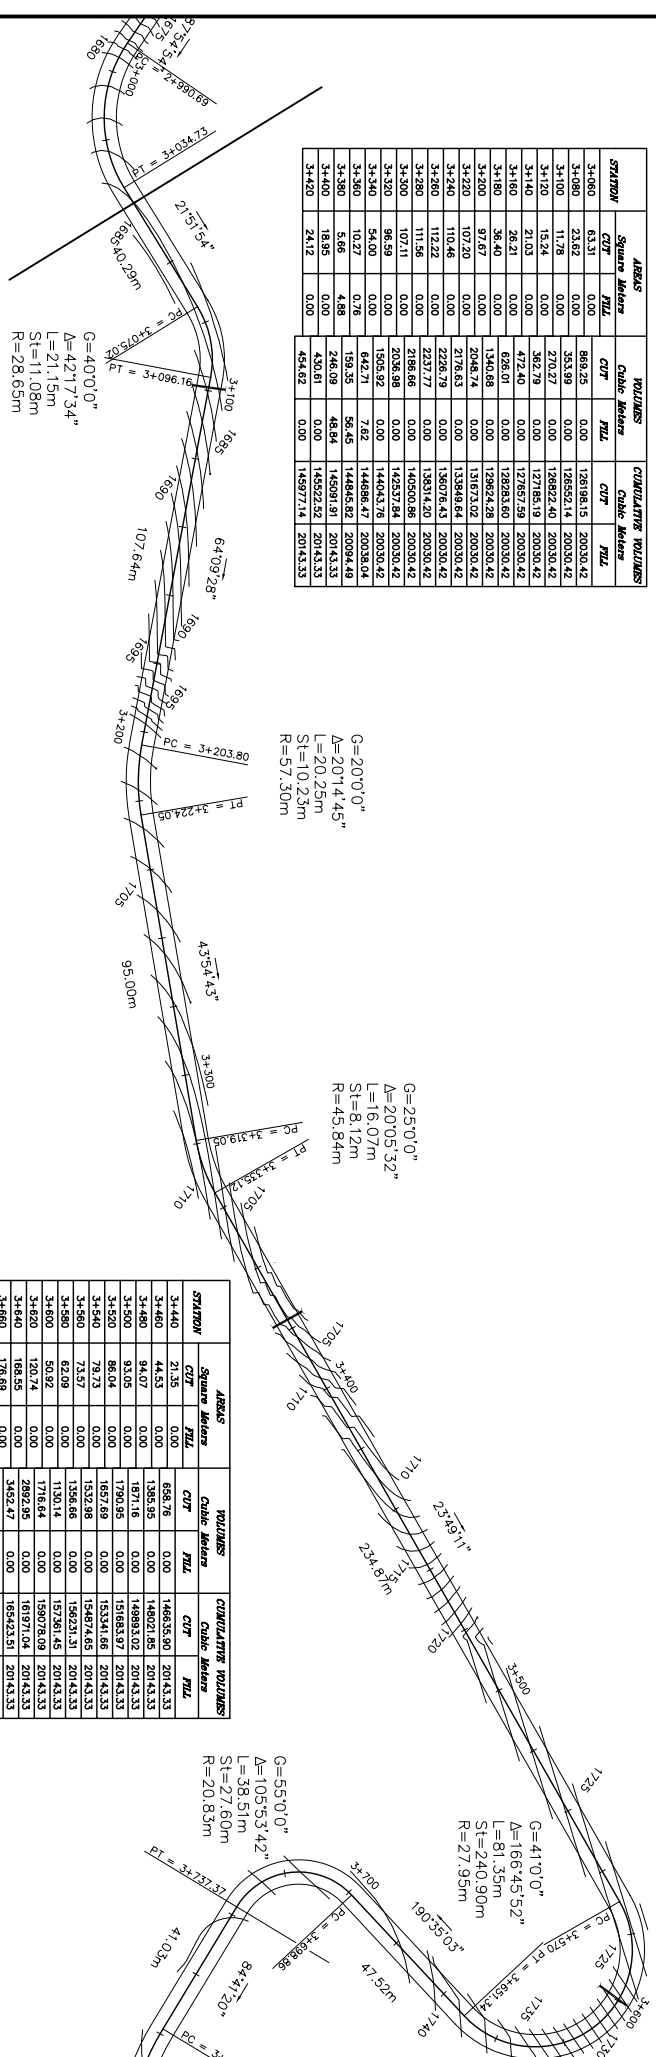 STATION AREAS Square Meters CUT FILL VOLUMES Cubic Meters CUT FILL CUMULATIVE VOLUMES Cubic Meters CUT FILL
3+060 63.31 0.00 869.25 0.00 126198.15 20030.42
3+080 23.62 0.00 353.99 0.00 126552.14 20030.42
3+100 11.78 0.00 270.27 0.00 126822.40 20030.42
3+120 15.24 0.00 362.79 0.00 127185.19 20030.42
3+140 21.03 0.00 472.40 0.00 127657.59 20030.42
3+160 26.21 0.00 626.01 0.00 128283.60 20030.42
3+180 36.40 0.00 1340.68 0.00 129624.28 20030.42
3+200 97.67 0.00 2048.74 0.00 131673.02 20030.42
3+220 107.20 0.00 2176.63 0.00 133849.64 20030.42
3+240 110.46 0.00 2226.79 0.00 136076.43 20030.42
3+260 112.22 0.00 2237.77 0.00 138314.20 20030.42
3+280 111.56 0.00 2186.66 0.00 140500.86 20030.42
3+300 107.11 0.00 2036.98 0.00 142537.84 20030.42
3+320 96.59 0.00 1505.92 0.00 144043.76 20030.42
3+340 54.00 0.00 642.71 7.62 144686.47 20038.04
3+360 10.27 0.76 159.35 56.45 144845.82 20094.49
3+380 5.66 4.88 246.09 48.84 145091.91 20143.33
3+400 18.95 0.00 430.61 0.00 145522.52 20143.33
3+420 24.12 0.00 454.62 0.00 145977.14 20143.33
87°54'54"
1675
1680
3+000
PC = 2+990.69
PT = 3+034.73
21°51'54"
1685
40.29m
PC = 3+075.02
PT = 3+096.16
3+100
G=40°0'0"
Δ=42°17'34"
L=21.15m
St=11.08m
R=28.65m
1685
1690
107.64m
64°09'28"
1690
1695
1695
3+200
PC = 3+203.80
PT = 3+224.05
G=20°0'0"
Δ=20°14'45"
L=20.25m
St=10.23m
R=57.30m
1705
95.00m
43°54'43"
3+300
PC = 3+319.05
PT = 3+335.12
G=25°0'0"
Δ=20°05'32"
L=16.07m
St=8.12m
R=45.84m
1710
1705
1705
3+400
1710
1710
23°49'11"
234.87m
1715
1720
3+500
1725
G=41°0'0"
Δ=166°45'52"
L=81.35m
St=240.90m
R=27.95m
PC = 3+570
PT = 3+651.34
1725
3+600
1730
1735
1740
190°35'03"
47.52m
3+700
PC = 3+698.86
G=55°0'0"
Δ=105°53'42"
L=38.51m
St=27.60m
R=20.83m
PT = 3+737.37
41.03m
84°41'20"
PC = 3+
STATION AREAS Square Meters CUT FILL VOLUMES Cubic Meters CUT FILL CUMULATIVE VOLUMES Cubic Meters CUT FILL
3+440 21.35 0.00 658.76 0.00 146635.90 20143.33
3+460 44.53 0.00 1385.95 0.00 148021.85 20143.33
3+480 94.07 0.00 1871.16 0.00 149893.02 20143.33
3+500 93.05 0.00 1790.95 0.00 151683.97 20143.33
3+520 86.04 0.00 1657.69 0.00 153341.66 20143.33
3+540 79.73 0.00 1532.98 0.00 154874.65 20143.33
3+560 73.57 0.00 1356.66 0.00 156231.31 20143.33
3+580 62.09 0.00 1130.14 0.00 157361.45 20143.33
3+600 50.92 0.00 1716.64 0.00 159078.09 20143.33
3+620 120.74 0.00 2892.95 0.00 161971.04 20143.33
3+640 168.55 0.00 3452.47 0.00 165423.51 20143.33
3+660 176.69 0.00